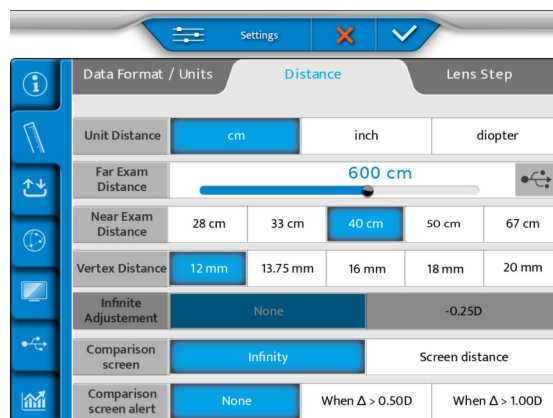 Settings
Data Format / Units Distance Lens Step
Unit Distance cm inch diopter
Far Exam
Distance
600 cm
Near Exam
Distance
28 cm 33 cm 40 cm 50 cm 67 cm
Vertex Distance 12 mm 13.75 mm 16 mm 18 mm 20 mm
Infinite
Adjustement
None -0.25D
Comparison
screen
Infinity Screen distance
Comparison
screen alert
None When Δ > 0.50D When Δ > 1.00D